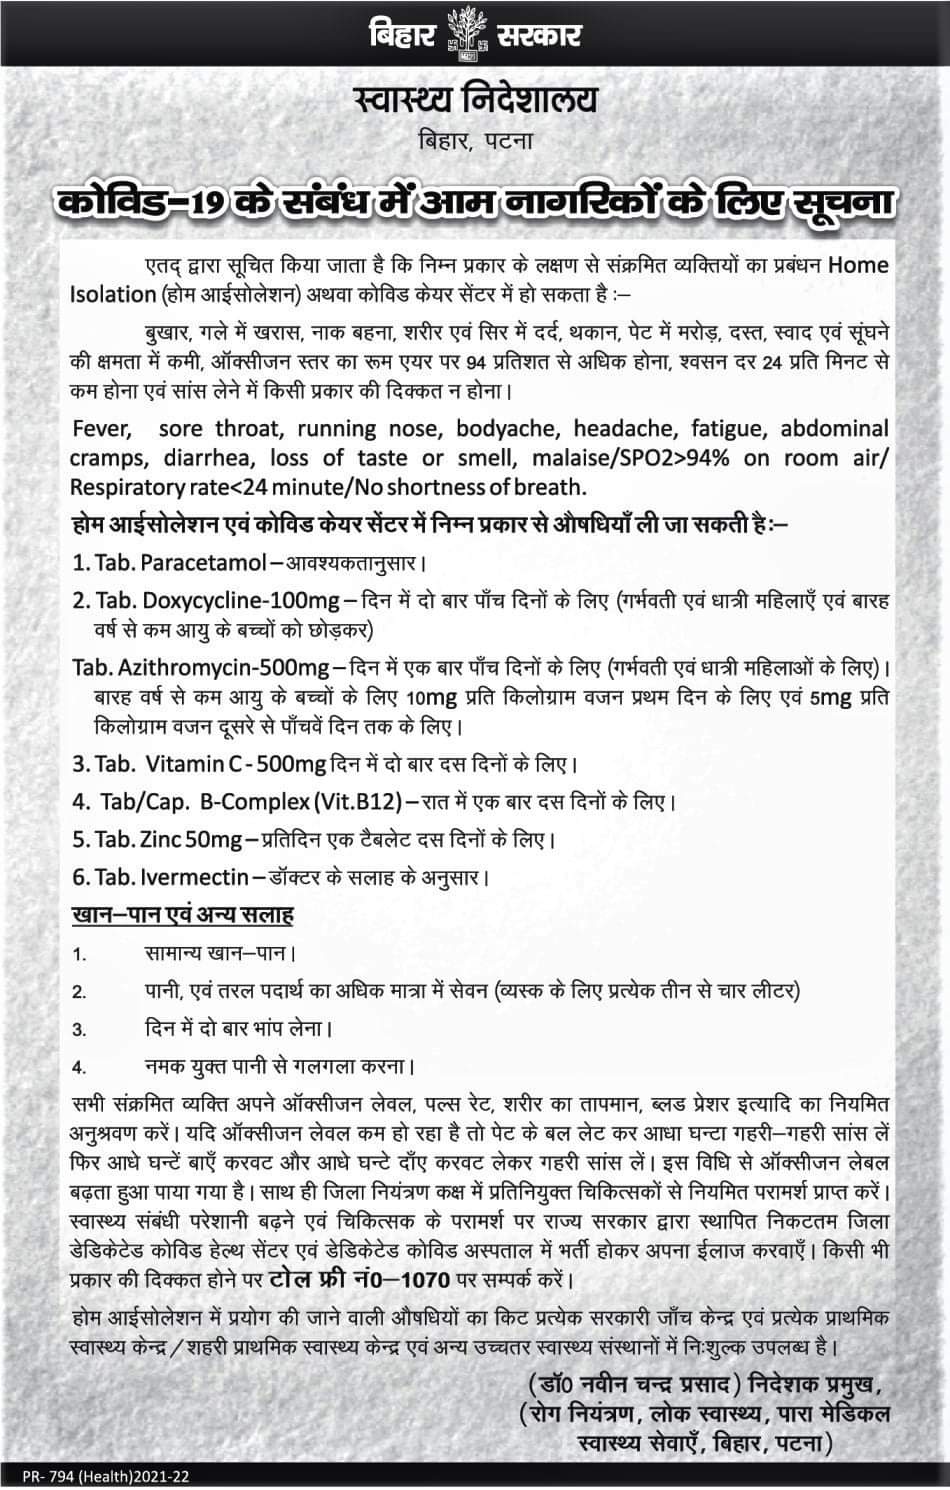 बिहार सरकार
स्वास्थ्य निदेशालय
बिहार, पटना
कोविड–19 के संबंध में आम नागरिकों के लिए सूचना
एतद् द्वारा सूचित किया जाता है कि निम्न प्रकार के लक्षण से संक्रमित व्यक्तियों का प्रबंधन Home
Isolation (होम आईसोलेशन) अथवा कोविड केयर सेंटर में हो सकता है :–
बुखार, गले में खरास, नाक बहना, शरीर एवं सिर में दर्द, थकान, पेट में मरोड़, दस्त, स्वाद एवं सूंघने
की क्षमता में कमी, ऑक्सीजन स्तर का रूम एयर पर 94 प्रतिशत से अधिक होना, श्वसन दर 24 प्रति मिनट से
कम होना एवं सांस लेने में किसी प्रकार की दिक्कत न होना।
Fever, sore throat, running nose, bodyache, headache, fatigue, abdominal
cramps, diarrhea, loss of taste or smell, malaise/SPO2>94% on room air/
Respiratory rate<24 minute/No shortness of breath.
होम आईसोलेशन एवं कोविड केयर सेंटर में निम्न प्रकार से औषधियाँ ली जा सकती है :–
1. Tab. Paracetamol – आवश्यकतानुसार।
2. Tab. Doxycycline-100mg – दिन में दो बार पाँच दिनों के लिए (गर्भवती एवं धात्री महिलाएँ एवं बारह
वर्ष से कम आयु के बच्चों को छोड़कर)
Tab. Azithromycin-500mg – दिन में एक बार पाँच दिनों के लिए (गर्भवती एवं धात्री महिलाओं के लिए)।
बारह वर्ष से कम आयु के बच्चों के लिए 10mg प्रति किलोग्राम वजन प्रथम दिन के लिए एवं 5mg प्रति
किलोग्राम वजन दूसरे से पाँचवें दिन तक के लिए।
3. Tab. Vitamin C - 500mg दिन में दो बार दस दिनों के लिए।
4. Tab/Cap. B-Complex (Vit.B12) – रात में एक बार दस दिनों के लिए।
5. Tab. Zinc 50mg – प्रतिदिन एक टैबलेट दस दिनों के लिए।
6. Tab. Ivermectin – डॉक्टर के सलाह के अनुसार।
खान–पान एवं अन्य सलाह
1. सामान्य खान–पान।
2. पानी, एवं तरल पदार्थ का अधिक मात्रा में सेवन (व्यस्क के लिए प्रत्येक तीन से चार लीटर)
3. दिन में दो बार भांप लेना।
4. नमक युक्त पानी से गलगला करना।
सभी संक्रमित व्यक्ति अपने ऑक्सीजन लेवल, पल्स रेट, शरीर का तापमान, ब्लड प्रेशर इत्यादि का नियमित
अनुश्रवण करें। यदि ऑक्सीजन लेवल कम हो रहा है तो पेट के बल लेट कर आधा घन्टा गहरी–गहरी सांस लें
फिर आधे घन्टें बाएँ करवट और आधे घन्टे दाँए करवट लेकर गहरी सांस लें। इस विधि से ऑक्सीजन लेबल
बढ़ता हुआ पाया गया है। साथ ही जिला नियंत्रण कक्ष में प्रतिनियुक्त चिकित्सकों से नियमित परामर्श प्राप्त करें।
स्वास्थ्य संबंधी परेशानी बढ़ने एवं चिकित्सक के परामर्श पर राज्य सरकार द्वारा स्थापित निकटतम जिला
डेडिकेटेड कोविड हेल्थ सेंटर एवं डेडिकेटेड कोविड अस्पताल में भर्ती होकर अपना ईलाज करवाएँ। किसी भी
प्रकार की दिक्कत होने पर टोल फ्री नं0–1070 पर सम्पर्क करें।
होम आईसोलेशन में प्रयोग की जाने वाली औषधियों का किट प्रत्येक सरकारी जाँच केन्द्र एवं प्रत्येक प्राथमिक
स्वास्थ्य केन्द्र / शहरी प्राथमिक स्वास्थ्य केन्द्र एवं अन्य उच्चतर स्वास्थ्य संस्थानों में निःशुल्क उपलब्ध है।
(डॉ0 नवीन चन्द्र प्रसाद) निदेशक प्रमुख,
(रोग नियंत्रण, लोक स्वास्थ्य, पारा मेडिकल
स्वास्थ्य सेवाएँ, बिहार, पटना)
PR- 794 (Health)2021-22